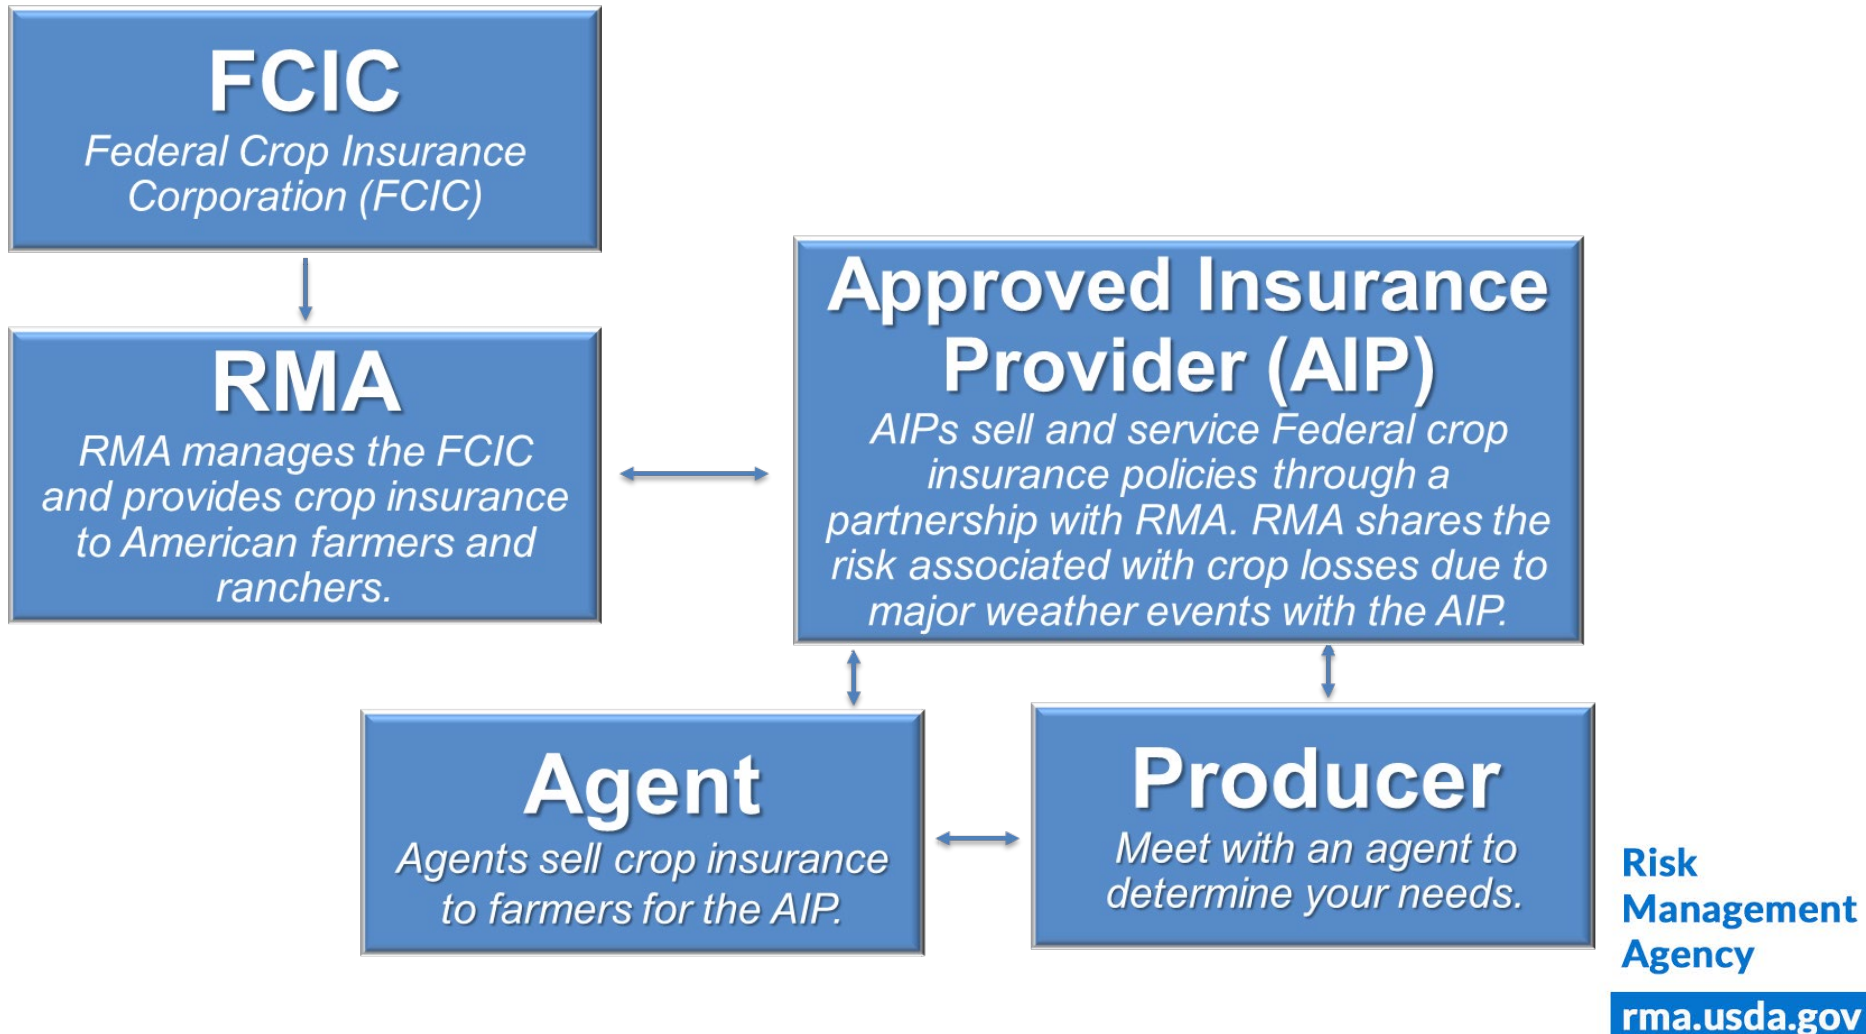 FCIC
Federal Crop Insurance
Corporation (FCIC)
RMA
RMA manages the FCIC
and provides crop insurance
to American farmers and
ranchers.
Approved Insurance
Provider (AIP)
AIPs sell and service Federal crop
insurance policies through a
partnership with RMA. RMA shares the
risk associated with crop losses due to
major weather events with the AIP.
Agent
Agents sell crop insurance
to farmers for the AIP.
Producer
Meet with an agent to
determine your needs.
Risk
Management
Agency
rma.usda.gov